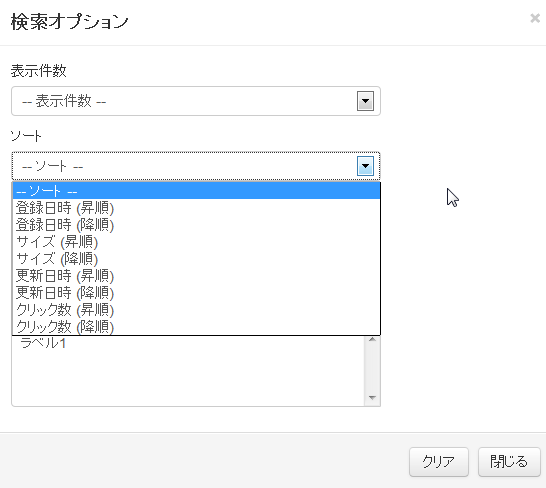 検索オプション
×
表示件数
-- 表示件数 --
ソート
-- ソート --
-- ソート --
登録日時 (昇順)
登録日時 (降順)
サイズ (昇順)
サイズ (降順)
更新日時 (昇順)
更新日時 (降順)
クリック数 (昇順)
クリック数 (降順)
ラベル1
クリア
閉じる